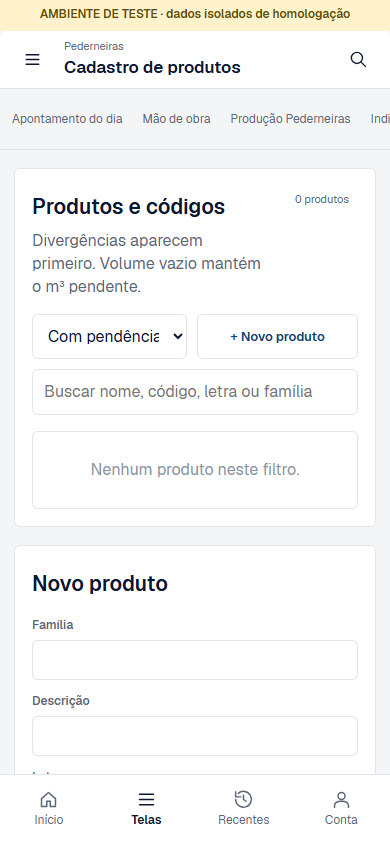 AMBIENTE DE TESTE · dados isolados de homologação
Pederneiras
Cadastro de produtos
Apontamento do dia Mão de obra Produção Pederneiras Indi
Produtos e códigos
0 produtos
Divergências aparecem
primeiro. Volume vazio mantém
o m³ pendente.
Com pendência
+ Novo produto
Buscar nome, código, letra ou família
Nenhum produto neste filtro.
Novo produto
Família
Descrição
Início Telas Recentes Conta